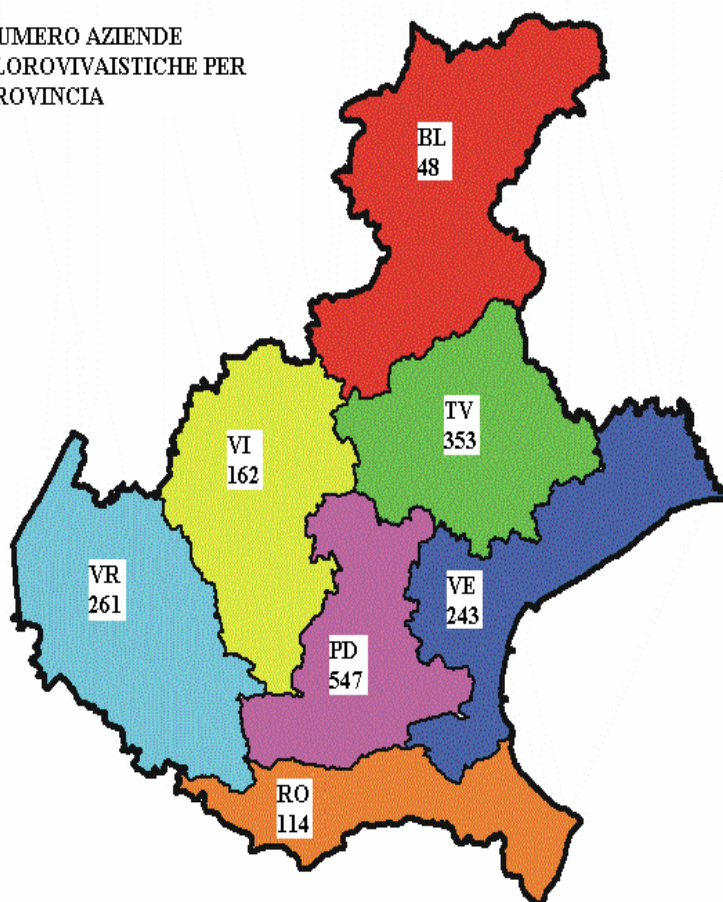 UMERO AZIENDE
LOROVIVAISTICHE PER
ROVINCIA
BL
48
TV
353
VI
162
VR
261
VE
243
PD
547
RO
114